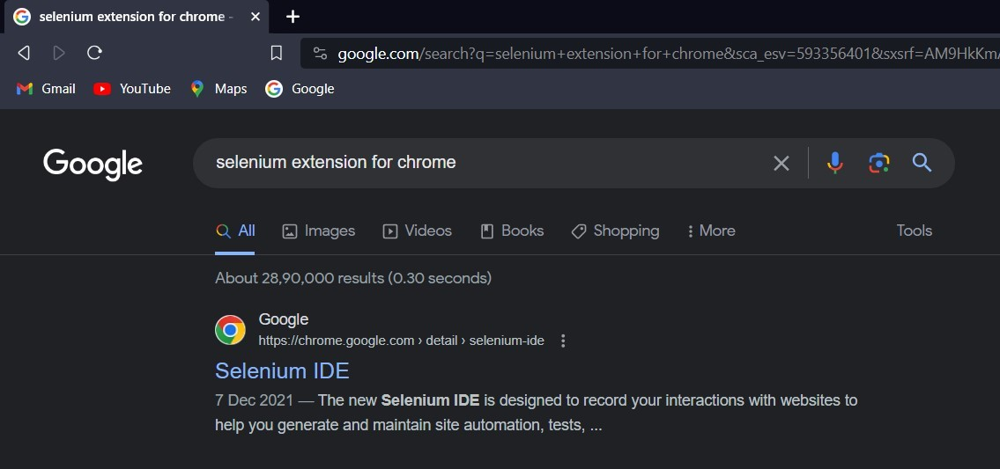 selenium extension for chrome -
google.com/search?q=selenium+extension+for+chrome&sca_esv=593356401&sxsrf=AM9HkKm
Gmail YouTube Maps Google
Google
selenium extension for chrome
All Images Videos Books Shopping More Tools
About 28,90,000 results (0.30 seconds)
Google
https://chrome.google.com › detail › selenium-ide
Selenium IDE
7 Dec 2021 — The new Selenium IDE is designed to record your interactions with websites to
help you generate and maintain site automation, tests, ...